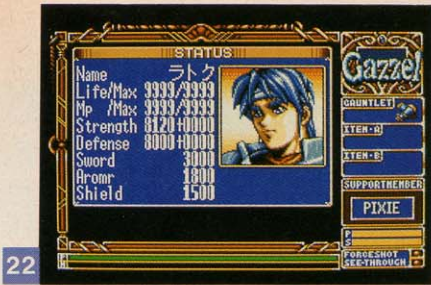 STATUS
Name ラトク
Life/Max 9999/9999
Mp /Max 9999/9999
Strength 8120+0000
Defense 8000+0000
Sword 3000
Aromr 1800
Shield 1500
Gazzel
GAUNTLET
ITEM-A
ITEM-B
SUPPORTMEMBER
PIXIE
P
S
FORCESHOT
SEE-THROUGH
22